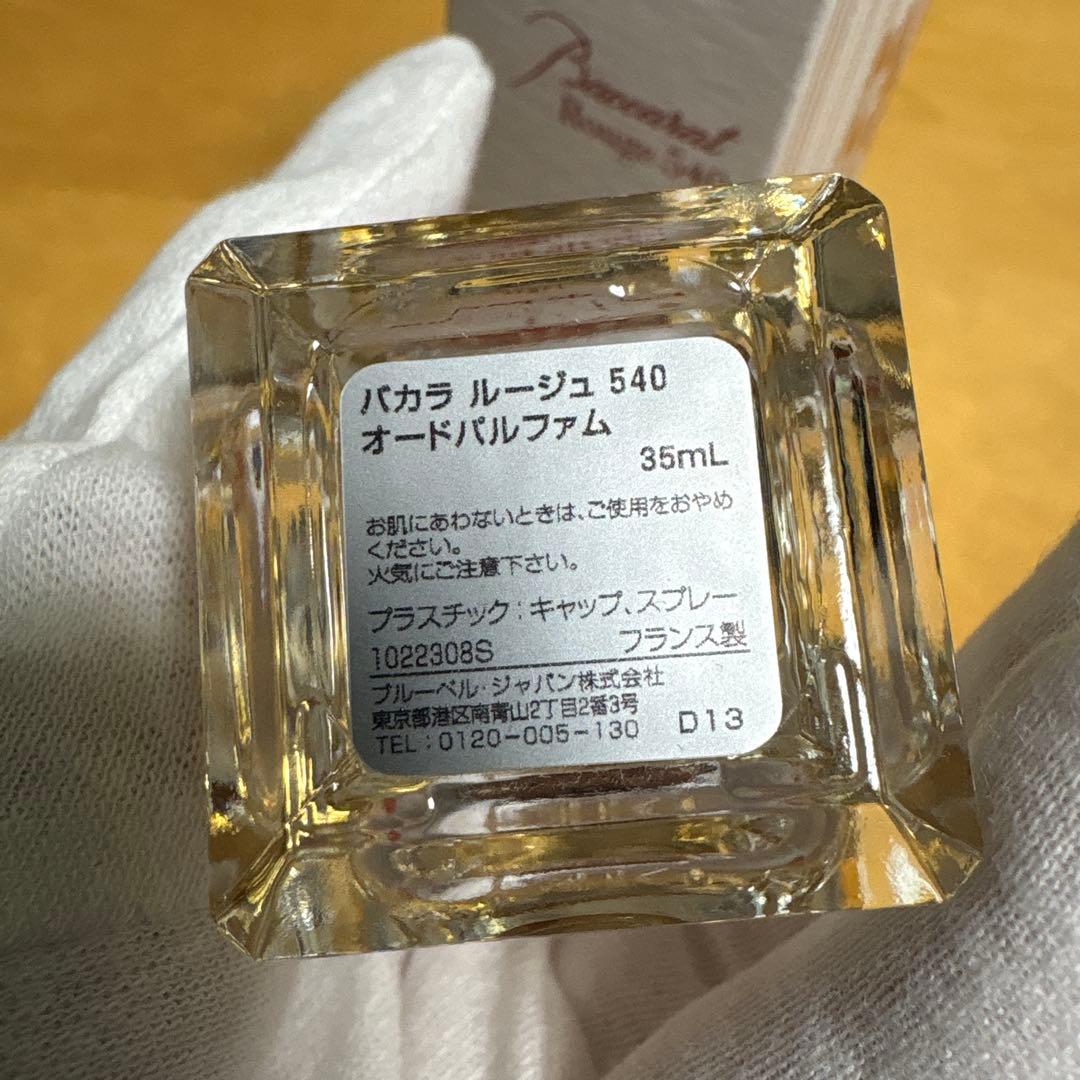 Baccarat
Rouge 540
バカラ ルージュ 540
オードパルファム
35mL
お肌にあわないときは、ご使用をおやめ
ください。
火気にご注意下さい。
プラスチック：キャップ、スプレー
1022308S フランス製
ブルーベル・ジャパン株式会社
東京都港区南青山2丁目2番3号
TEL：0120-005-130 D13